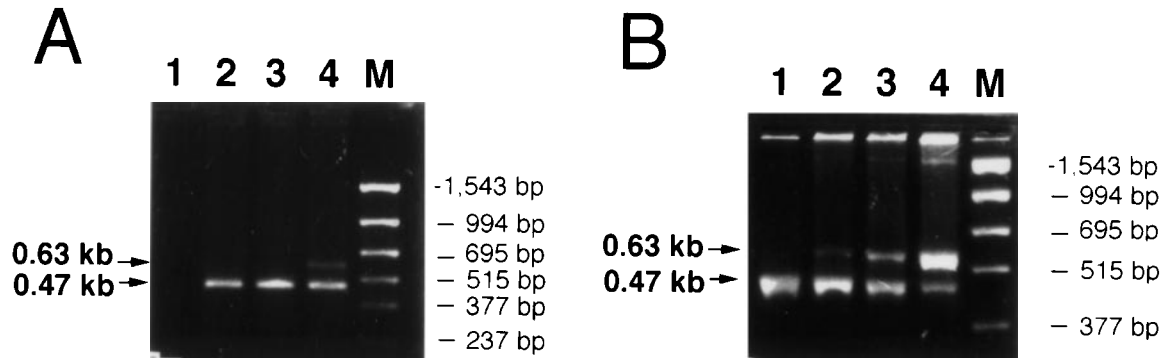 A
1 2 3 4 M
-1,543 bp
– 994 bp
0.63 kb
– 695 bp
0.47 kb
– 515 bp
– 377 bp
– 237 bp
B
1 2 3 4 M
-1,543 bp
– 994 bp
– 695 bp
0.63 kb
– 515 bp
0.47 kb
– 377 bp